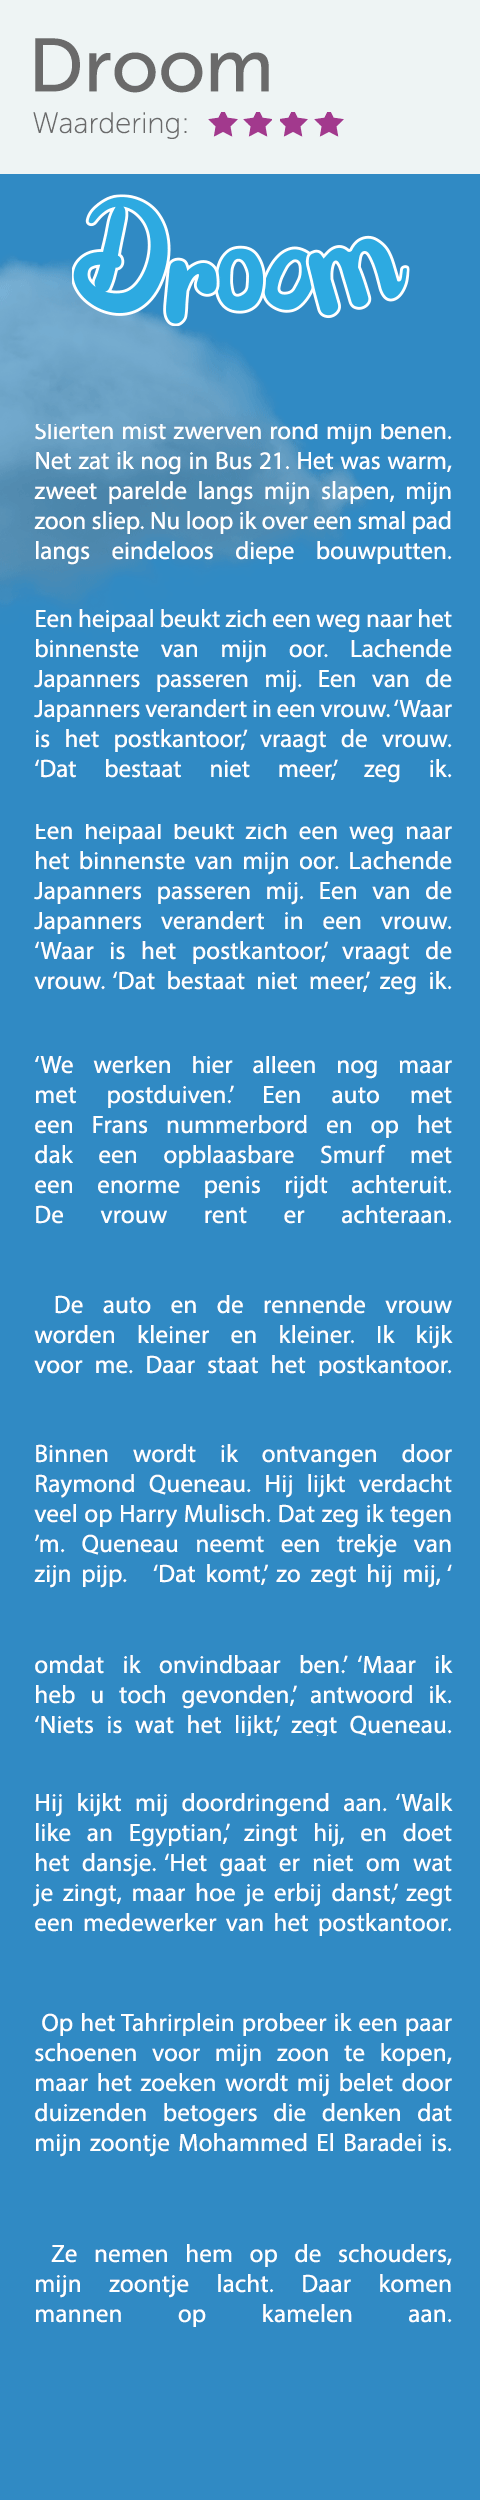 Droom
Waardering:
Droom
Slierten mist zwerven rond mijn benen.
Net zat ik nog in Bus 21. Het was warm,
zweet parelde langs mijn slapen, mijn
zoon sliep. Nu loop ik over een smal pad
langs eindeloos diepe bouwputten.
Een heipaal beukt zich een weg naar het
binnenste van mijn oor. Lachende
Japanners passeren mij. Een van de
Japanners verandert in een vrouw. ‘Waar
is het postkantoor,’ vraagt de vrouw.
‘Dat bestaat niet meer,’ zeg ik.
Een heipaal beukt zich een weg naar
het binnenste van mijn oor. Lachende
Japanners passeren mij. Een van de
Japanners verandert in een vrouw.
‘Waar is het postkantoor,’ vraagt de
vrouw. ‘Dat bestaat niet meer,’ zeg ik.
‘We werken hier alleen nog maar
met postduiven.’ Een auto met
een Frans nummerbord en op het
dak een opblaasbare Smurf met
een enorme penis rijdt achteruit.
De vrouw rent er achteraan.
De auto en de rennende vrouw
worden kleiner en kleiner. Ik kijk
voor me. Daar staat het postkantoor.
Binnen wordt ik ontvangen door
Raymond Queneau. Hij lijkt verdacht
veel op Harry Mulisch. Dat zeg ik tegen
’m. Queneau neemt een trekje van
zijn pijp. ‘Dat komt,’ zo zegt hij mij, ‘
omdat ik onvindbaar ben.’ ‘Maar ik
heb u toch gevonden,’ antwoord ik.
‘Niets is wat het lijkt,’ zegt Queneau.
Hij kijkt mij doordringend aan. ‘Walk
like an Egyptian,’ zingt hij, en doet
het dansje. ‘Het gaat er niet om wat
je zingt, maar hoe je erbij danst,’ zegt
een medewerker van het postkantoor.
Op het Tahrirplein probeer ik een paar
schoenen voor mijn zoon te kopen,
maar het zoeken wordt mij belet door
duizenden betogers die denken dat
mijn zoontje Mohammed El Baradei is.
Ze nemen hem op de schouders,
mijn zoontje lacht. Daar komen
mannen op kamelen aan.